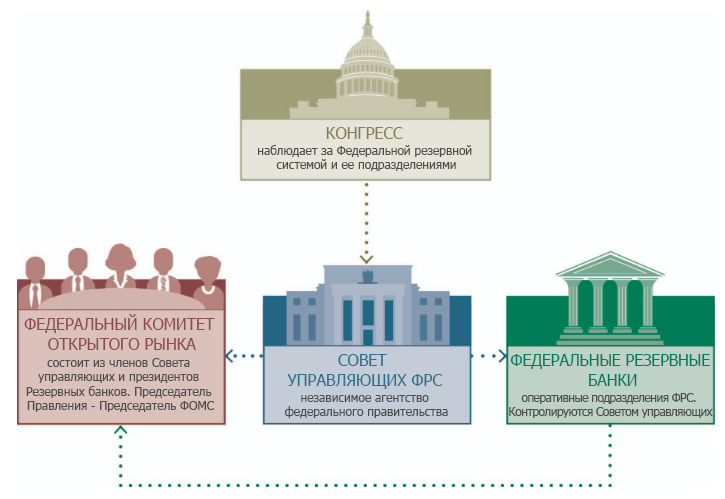 КОНГРЕСС
наблюдает за Федеральной резервной
системой и ее подразделениями
ФЕДЕРАЛЬНЫЙ КОМИТЕТ
ОТКРЫТОГО РЫНКА
состоит из членов Совета
управляющих и президентов
Резервных банков. Председатель
Правления - Председатель ФОМС
СОВЕТ
УПРАВЛЯЮЩИХ ФРС
независимое агентство
федерального правительства
ФЕДЕРАЛЬНЫЕ РЕЗЕРВНЫЕ
БАНКИ
оперативные подразделения ФРС.
Контролируются Советом управляющих